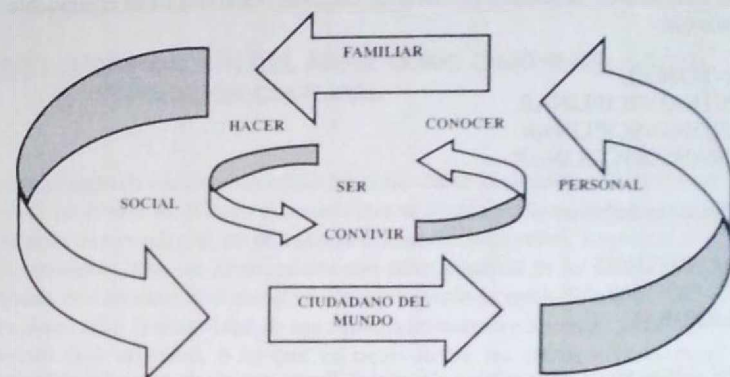 FAMILIAR
HACER
CONOCER
SOCIAL
SER
PERSONAL
CONVIVIR
CIUDADANO DEL
MUNDO